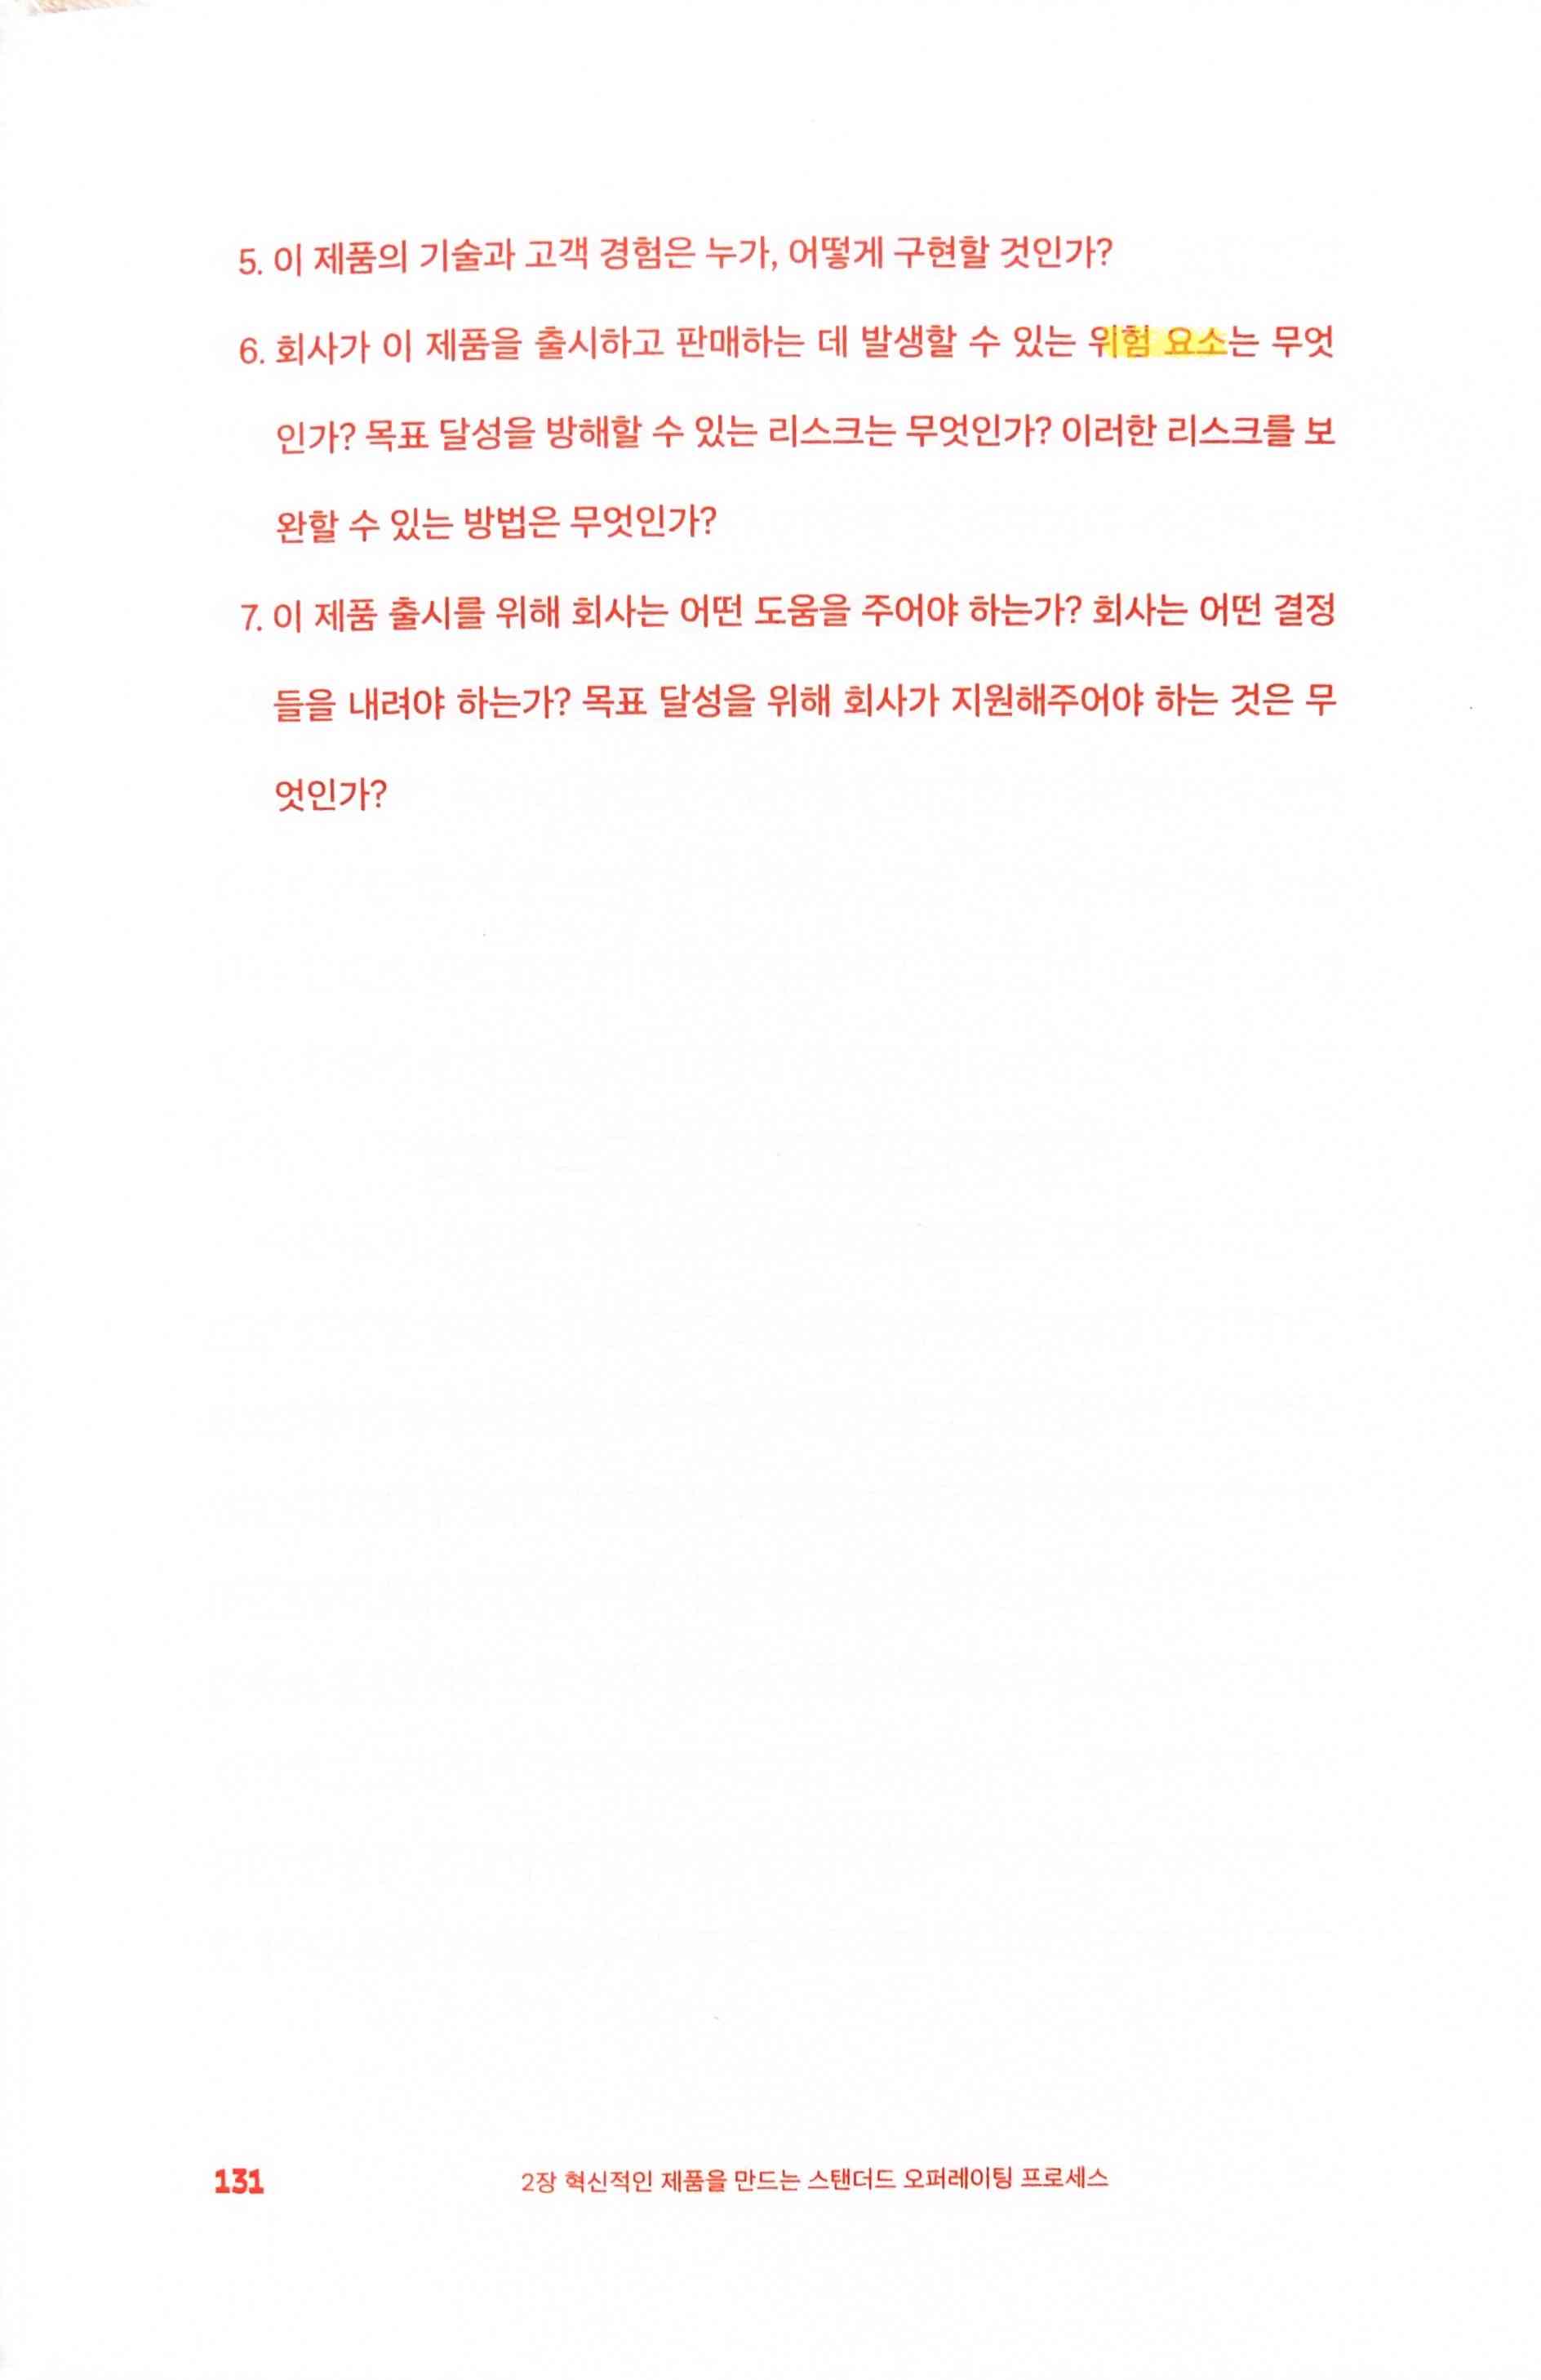 5. 이 제품의 기술과 고객 경험은 누가, 어떻게 구현할 것인가?
6. 회사가 이 제품을 출시하고 판매하는 데 발생할 수 있는 위험 요소는 무엇
인가? 목표 달성을 방해할 수 있는 리스크는 무엇인가? 이러한 리스크를 보
완할 수 있는 방법은 무엇인가?
7. 이 제품 출시를 위해 회사는 어떤 도움을 주어야 하는가? 회사는 어떤 결정
들을 내려야 하는가? 목표 달성을 위해 회사가 지원해주어야 하는 것은 무
엇인가?
131 2장 혁신적인 제품을 만드는 스탠더드 오퍼레이팅 프로세스